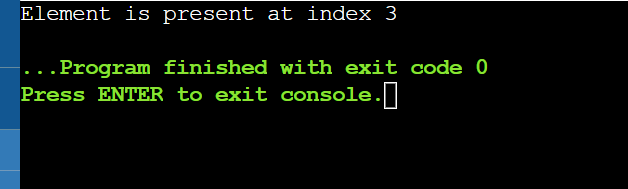 Element is present at index 3
...Program finished with exit code 0
Press ENTER to exit console.